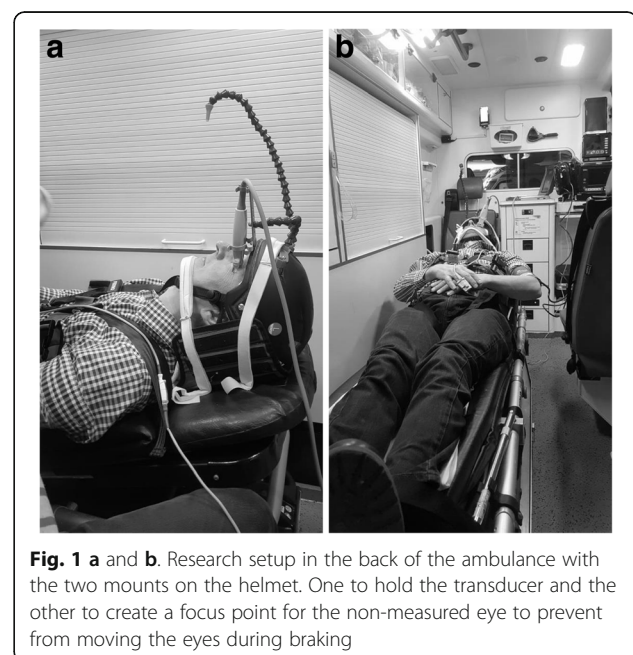 a
b
Fig. 1 a and b. Research setup in the back of the ambulance with
the two mounts on the helmet. One to hold the transducer and the
other to create a focus point for the non-measured eye to prevent
from moving the eyes during braking